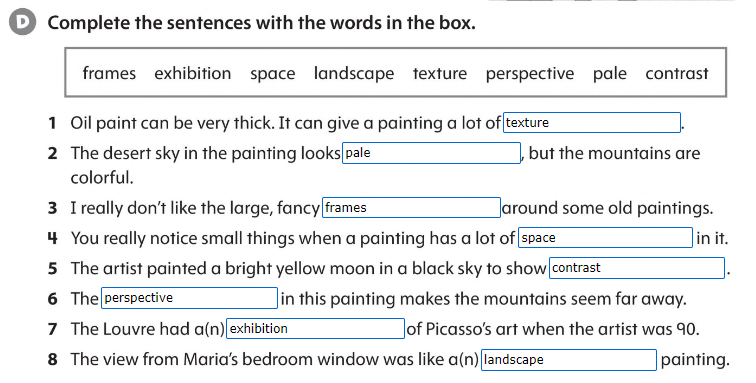 D Complete the sentences with the words in the box.
frames exhibition space landscape texture perspective pale contrast
1 Oil paint can be very thick. It can give a painting a lot of texture.
2 The desert sky in the painting looks pale, but the mountains are
colorful.
3 I really don't like the large, fancy frames around some old paintings.
4 You really notice small things when a painting has a lot of space in it.
5 The artist painted a bright yellow moon in a black sky to show contrast.
6 The perspective in this painting makes the mountains seem far away.
7 The Louvre had a(n) exhibition of Picasso's art when the artist was 90.
8 The view from Maria's bedroom window was like a(n) landscape painting.